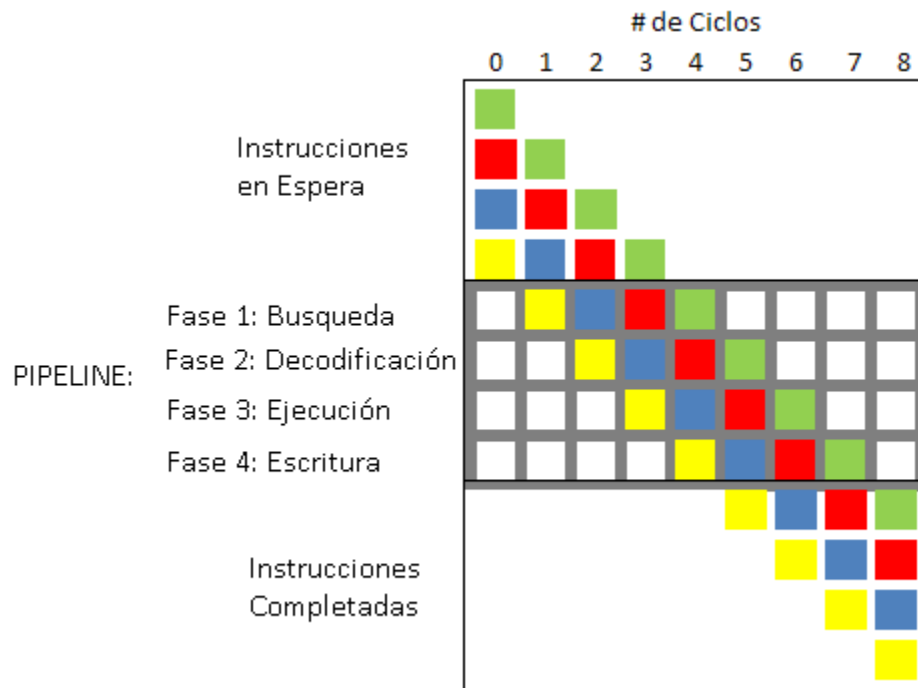 # de Ciclos
0 1 2 3 4 5 6 7 8
Instrucciones
en Espera
PIPELINE:
Fase 1: Busqueda
Fase 2: Decodificación
Fase 3: Ejecución
Fase 4: Escritura
Instrucciones
Completadas